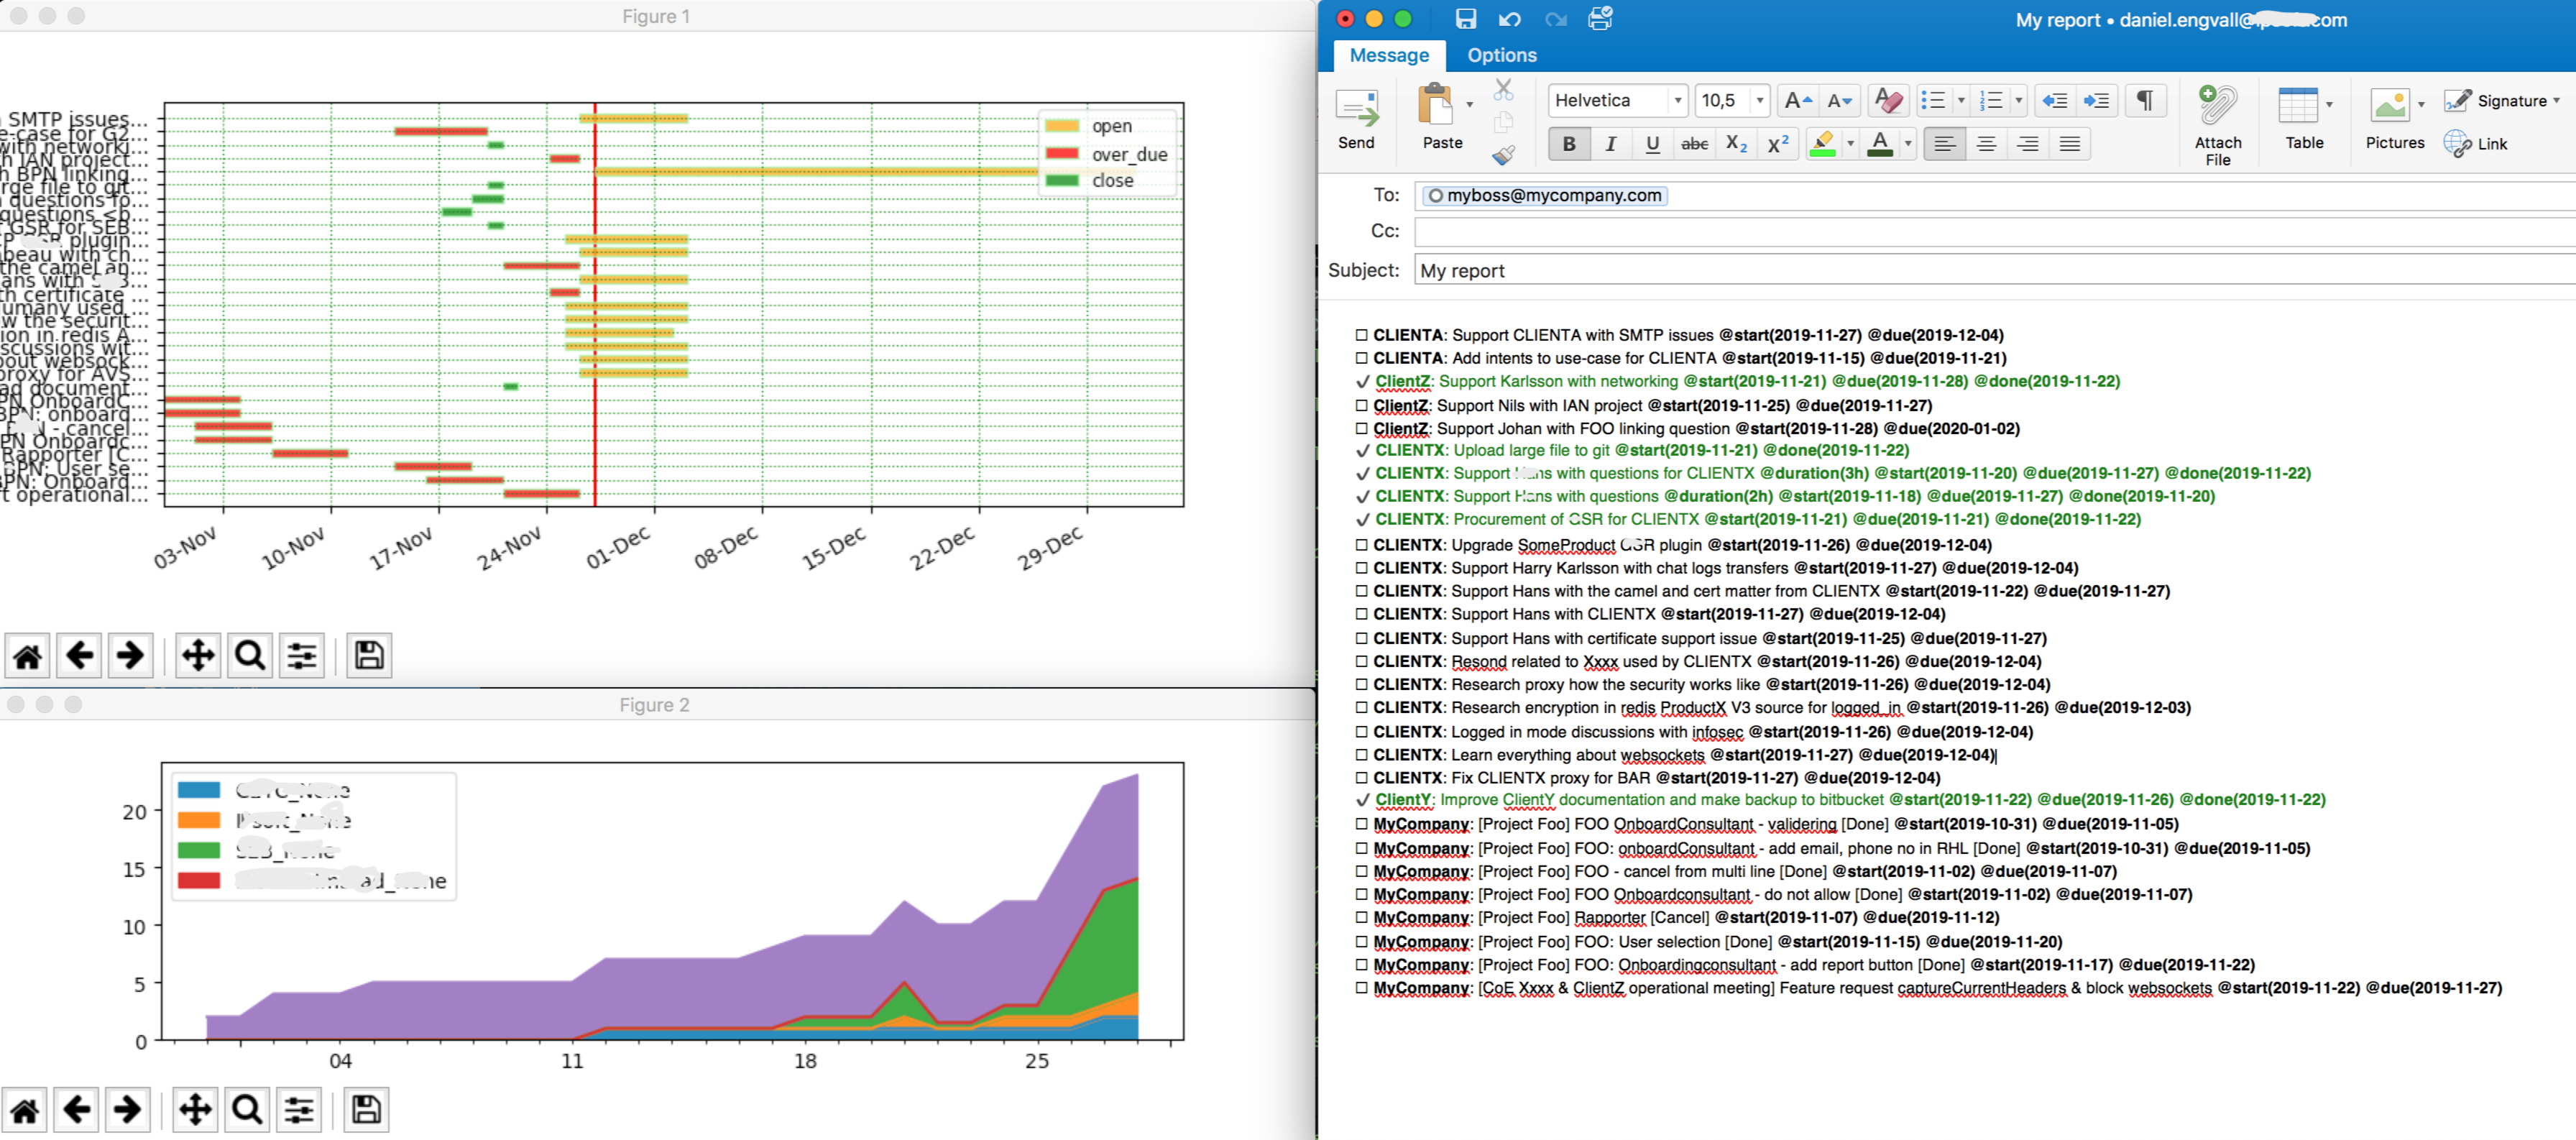 Figure 1
SMTP issues...
e-case for G2...
with networki...
h IAN project...
h BPN linking...
rge file to git...
questions fo...
questions <b...
GSR for SEB...
plugin...
beau with ch...
the camel an...
ans with
th certificate ...
umany used ...
w the securit...
ion in redis A...
scussions wit...
bout websock...
proxy for AVS...
ad document...
PN OnboardC...
BPN: onboard...
- cancel...
PN Onboardc...
Rapporter [C...
BPN: User se...
BPN: Onboard...
t operational...
open
over_due
close
03-Nov
10-Nov
17-Nov
24-Nov
01-Dec
08-Dec
15-Dec
22-Dec
29-Dec
Figure 2
20
15
10
5
0
04
11
18
25
My report • daniel.engvall@
Message
Options
Send
Paste
Helvetica
10,5
Attach File
Table
Pictures
Signature
Link
To:
myboss@mycompany.com
Cc:
Subject:
My report
☐ CLIENTA: Support CLIENTA with SMTP issues @start(2019-11-27) @due(2019-12-04)
☐ CLIENTA: Add intents to use-case for CLIENTA @start(2019-11-15) @due(2019-11-21)
✓ ClientZ: Support Karlsson with networking @start(2019-11-21) @due(2019-11-28) @done(2019-11-22)
☐ ClientZ: Support Nils with IAN project @start(2019-11-25) @due(2019-11-27)
☐ ClientZ: Support Johan with FOO linking question @start(2019-11-28) @due(2020-01-02)
✓ CLIENTX: Upload large file to git @start(2019-11-21) @done(2019-11-22)
✓ CLIENTX: Support Hans with questions for CLIENTX @duration(3h) @start(2019-11-20) @due(2019-11-27) @done(2019-11-22)
✓ CLIENTX: Support Hans with questions @duration(2h) @start(2019-11-18) @due(2019-11-27) @done(2019-11-20)
✓ CLIENTX: Procurement of GSR for CLIENTX @start(2019-11-21) @due(2019-11-21) @done(2019-11-22)
☐ CLIENTX: Upgrade SomeProduct GSR plugin @start(2019-11-26) @due(2019-12-04)
☐ CLIENTX: Support Harry Karlsson with chat logs transfers @start(2019-11-27) @due(2019-12-04)
☐ CLIENTX: Support Hans with the camel and cert matter from CLIENTX @start(2019-11-22) @due(2019-11-27)
☐ CLIENTX: Support Hans with CLIENTX @start(2019-11-27) @due(2019-12-04)
☐ CLIENTX: Support Hans with certificate support issue @start(2019-11-25) @due(2019-11-27)
☐ CLIENTX: Resond related to Xxxx used by CLIENTX @start(2019-11-26) @due(2019-12-04)
☐ CLIENTX: Research proxy how the security works like @start(2019-11-26) @due(2019-12-04)
☐ CLIENTX: Research encryption in redis ProductX V3 source for logged_in @start(2019-11-26) @due(2019-12-03)
☐ CLIENTX: Logged in mode discussions with infosec @start(2019-11-26) @due(2019-12-04)
☐ CLIENTX: Learn everything about websockets @start(2019-11-27) @due(2019-12-04)
☐ CLIENTX: Fix CLIENTX proxy for BAR @start(2019-11-27) @due(2019-12-04)
✓ ClientY: Improve ClientY documentation and make backup to bitbucket @start(2019-11-22) @due(2019-11-26) @done(2019-11-22)
☐ MyCompany: [Project Foo] FOO OnboardConsultant - validering [Done] @start(2019-10-31) @due(2019-11-05)
☐ MyCompany: [Project Foo] FOO: onboardConsultant - add email, phone no in RHL [Done] @start(2019-10-31) @due(2019-11-05)
☐ MyCompany: [Project Foo] FOO - cancel from multi line [Done] @start(2019-11-02) @due(2019-11-07)
☐ MyCompany: [Project Foo] FOO Onboardconsultant - do not allow [Done] @start(2019-11-02) @due(2019-11-07)
☐ MyCompany: [Project Foo] Rapporter [Cancel] @start(2019-11-07) @due(2019-11-12)
☐ MyCompany: [Project Foo] FOO: User selection [Done] @start(2019-11-15) @due(2019-11-20)
☐ MyCompany: [Project Foo] FOO: Onboardingconsultant - add report button [Done] @start(2019-11-17) @due(2019-11-22)
☐ MyCompany: [CoE Xxxx & ClientZ operational meeting] Feature request captureCurrentHeaders & block websockets @start(2019-11-22) @due(2019-11-27)